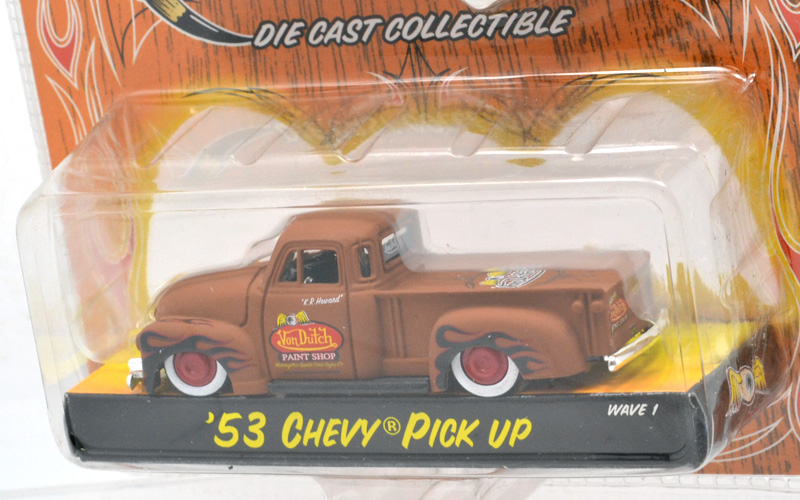 DIE CAST COLLECTIBLE
"K.R. Howard"
Von Dutch
PAINT SHOP
WAVE 1
'53 CHEVY® PICK UP